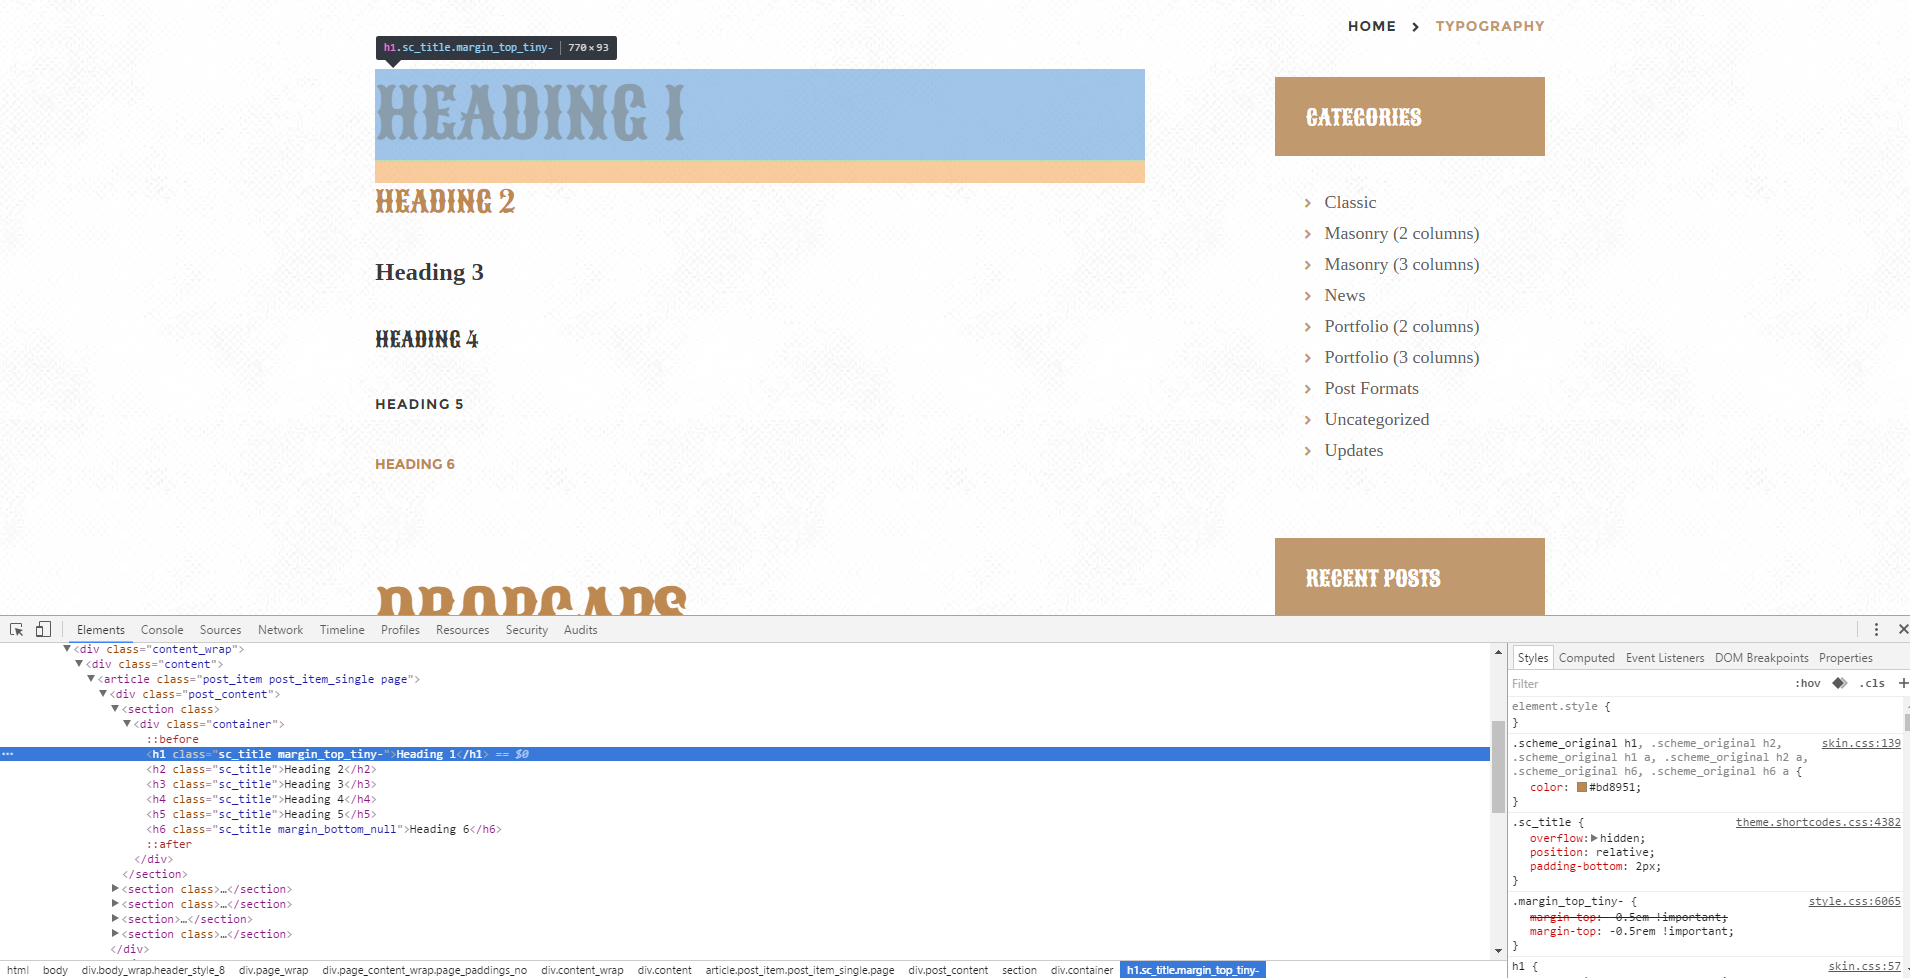 HOME > TYPOGRAPHY
h1.sc_title.margin_top_tiny- | 770×93
HEADING 1
HEADING 2
Heading 3
HEADING 4
HEADING 5
HEADING 6
DROPCAPS
CATEGORIES
Classic
Masonry (2 columns)
Masonry (3 columns)
News
Portfolio (2 columns)
Portfolio (3 columns)
Post Formats
Uncategorized
Updates
RECENT POSTS
Elements Console Sources Network Timeline Profiles Resources Security Audits
<div class="content_wrap">
<div class="content">
<article class="post_item post_item_single page">
<div class="post_content">
<section class>
<div class="container">
::before
<h1 class="sc_title margin_top_tiny-">Heading 1</h1> == $0
<h2 class="sc_title">Heading 2</h2>
<h3 class="sc_title">Heading 3</h3>
<h4 class="sc_title">Heading 4</h4>
<h5 class="sc_title">Heading 5</h5>
<h6 class="sc_title margin_bottom_null">Heading 6</h6>
::after
</div>
</section>
<section class>…</section>
<section class>…</section>
<section>…</section>
<section class>…</section>
</div>
html body div.body_wrap.header_style_8 div.page_wrap div.page_content_wrap.page_paddings_no div.content_wrap div.content article.post_item.post_item_single.page div.post_content section div.container h1.sc_title.margin_top_tiny-
Styles Computed Event Listeners DOM Breakpoints Properties
Filter :hov .cls +
element.style {
}
.scheme_original h1, .scheme_original h2, skin.css:139
.scheme_original h1 a, .scheme_original h2 a,
.scheme_original h6, .scheme_original h6 a {
color: #bd8951;
}
.sc_title { theme.shortcodes.css:4382
overflow: hidden;
position: relative;
padding-bottom: 2px;
}
.margin_top_tiny- { style.css:6065
margin-top: -0.5em !important;
margin-top: -0.5rem !important;
}
h1 { skin.css:57